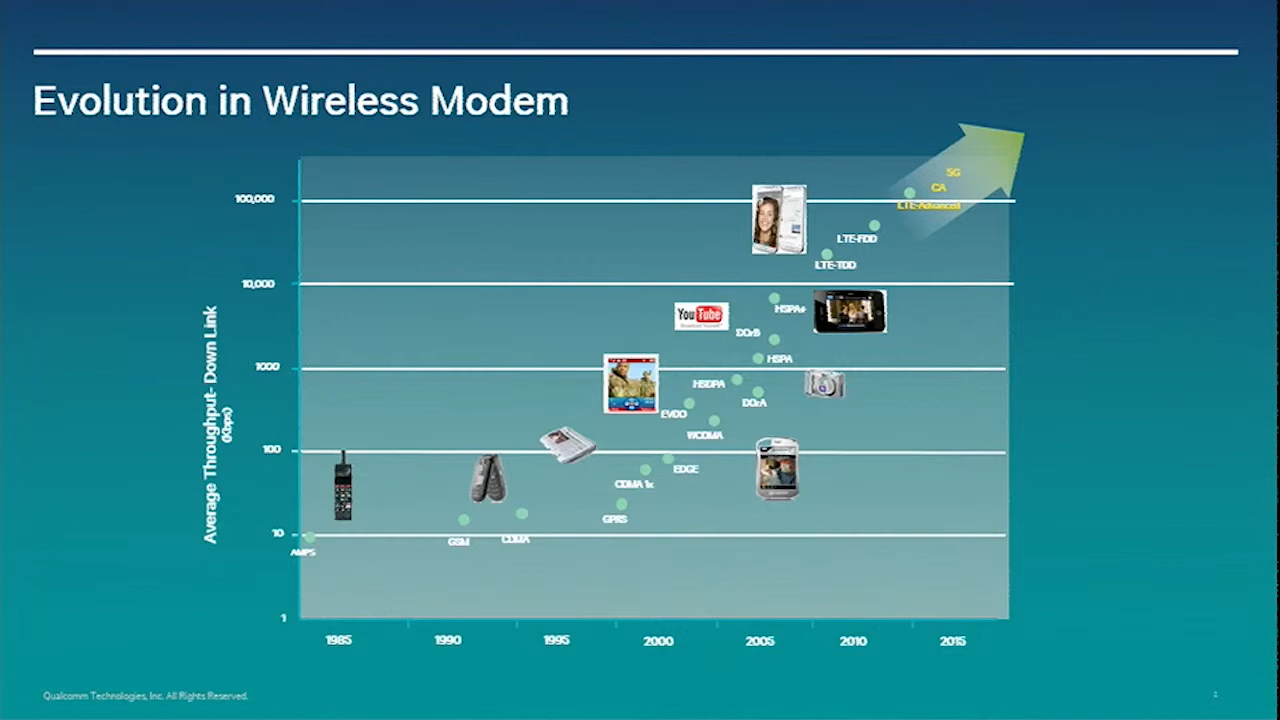 Evolution in Wireless Modem
5G
CA
100,000
LTE-Advanced
LTE-FDD
LTE-TDD
10,000
HSPA+
You Tube
DOrB
HSPA
1000
HSDPA
DOrA
EVDO
WCDMA
Average Throughput- Down Link
(Kbps)
100
EDGE
CDMA 1x
GPRS
10
GSM
CDMA
AMPS
1
1985
1990
1995
2000
2005
2010
2015
Qualcomm Technologies, Inc. All Rights Reserved.